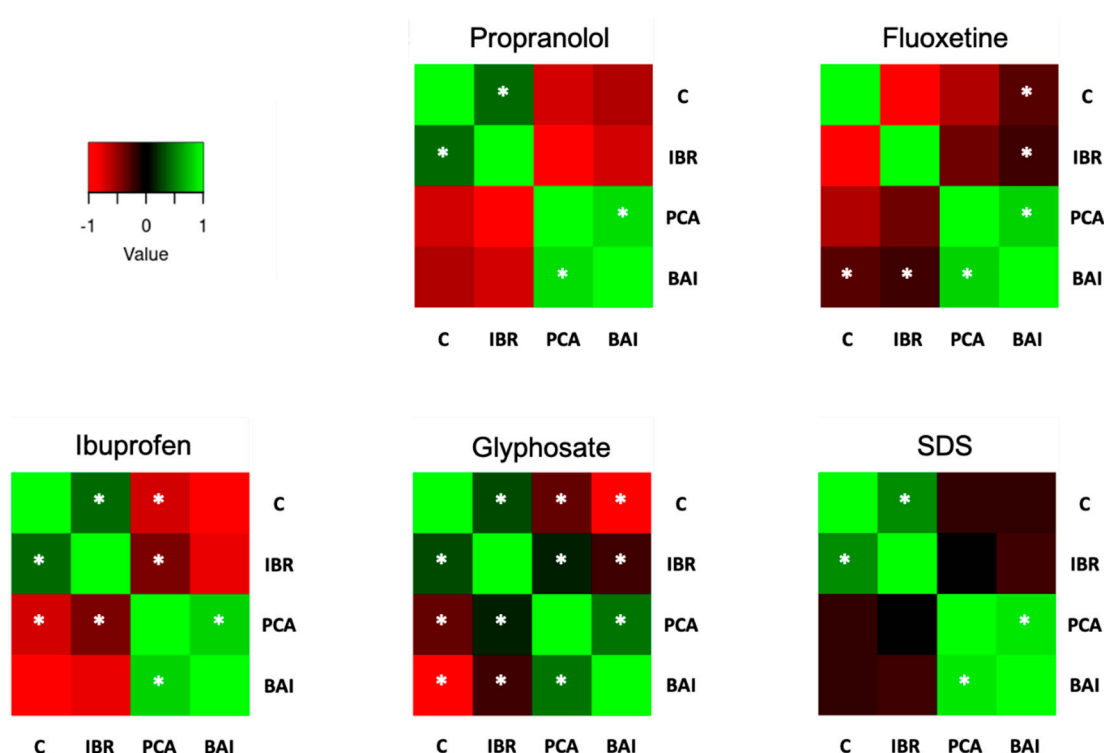 Propranolol
Fluoxetine
-1 0 1
Value
* C
* IBR
* PCA
* BAI
C IBR PCA BAI
* C
* IBR
* PCA
* * * BAI
C IBR PCA BAI
Ibuprofen
Glyphosate
SDS
* * C
* * IBR
* * * PCA
* BAI
C IBR PCA BAI
* * * C
* * * IBR
* * * PCA
* * * BAI
C IBR PCA BAI
* C
* IBR
* PCA
* BAI
C IBR PCA BAI